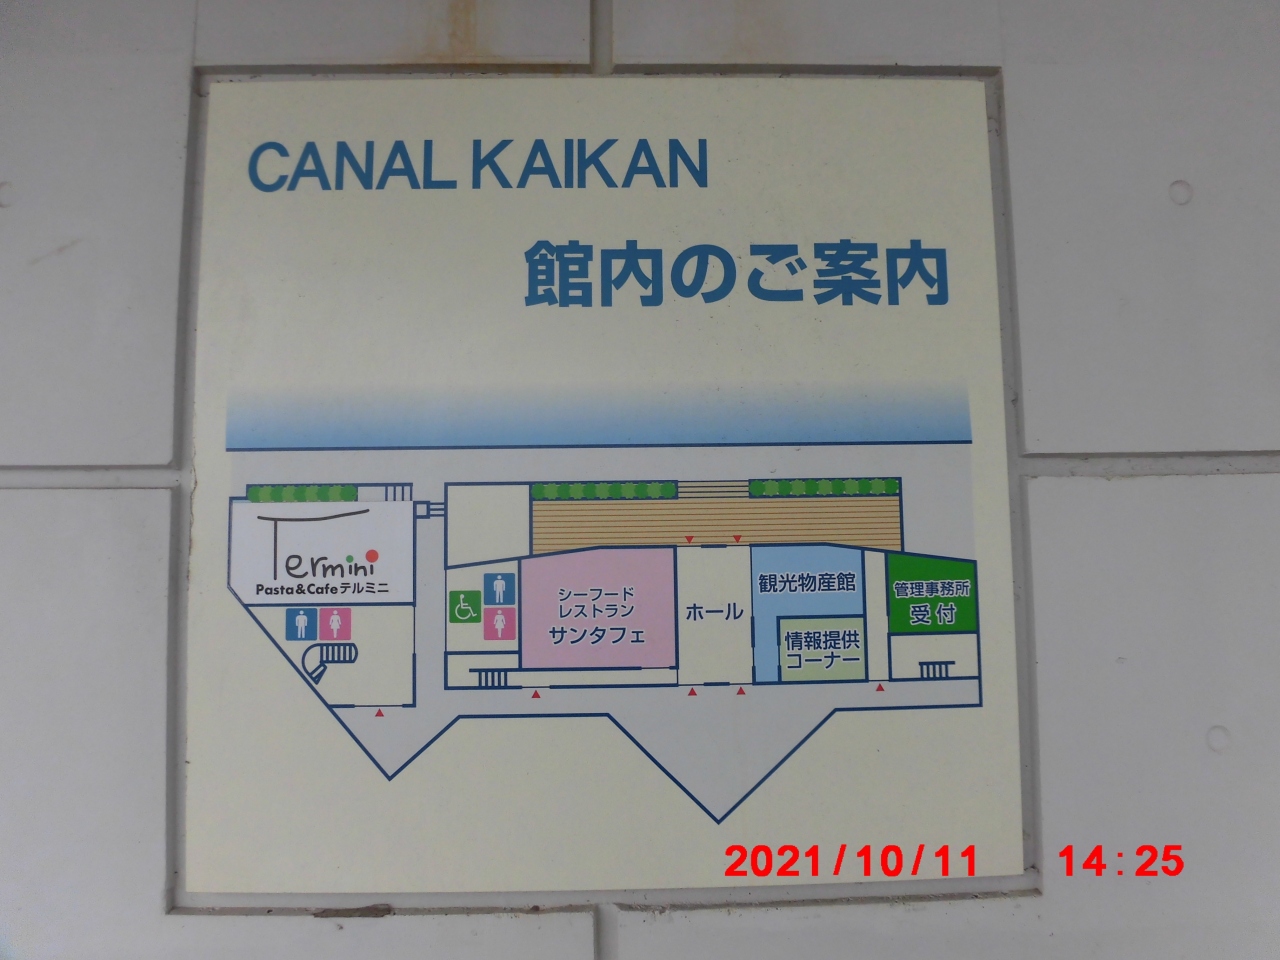 CANAL KAIKAN
館内のご案内
Termini
Pasta&Cafeテルミニ
シーフード
レストラン
サンタフェ
ホール
観光物産館
情報提供
コーナー
管理事務所
受付
2021/10/11 14:25